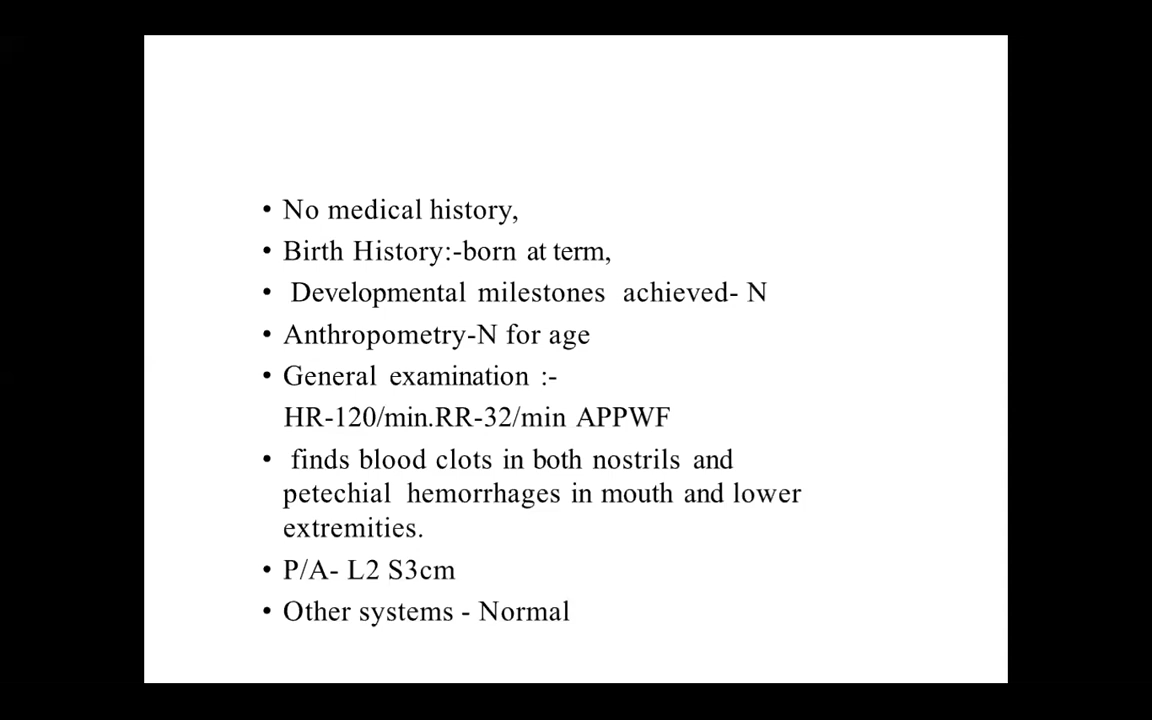 • No medical history,
• Birth History:-born at term,
• Developmental milestones achieved- N
• Anthropometry-N for age
• General examination :-
HR-120/min.RR-32/min APPWF
• finds blood clots in both nostrils and
petechial hemorrhages in mouth and lower
extremities.
• P/A- L2 S3cm
• Other systems - Normal